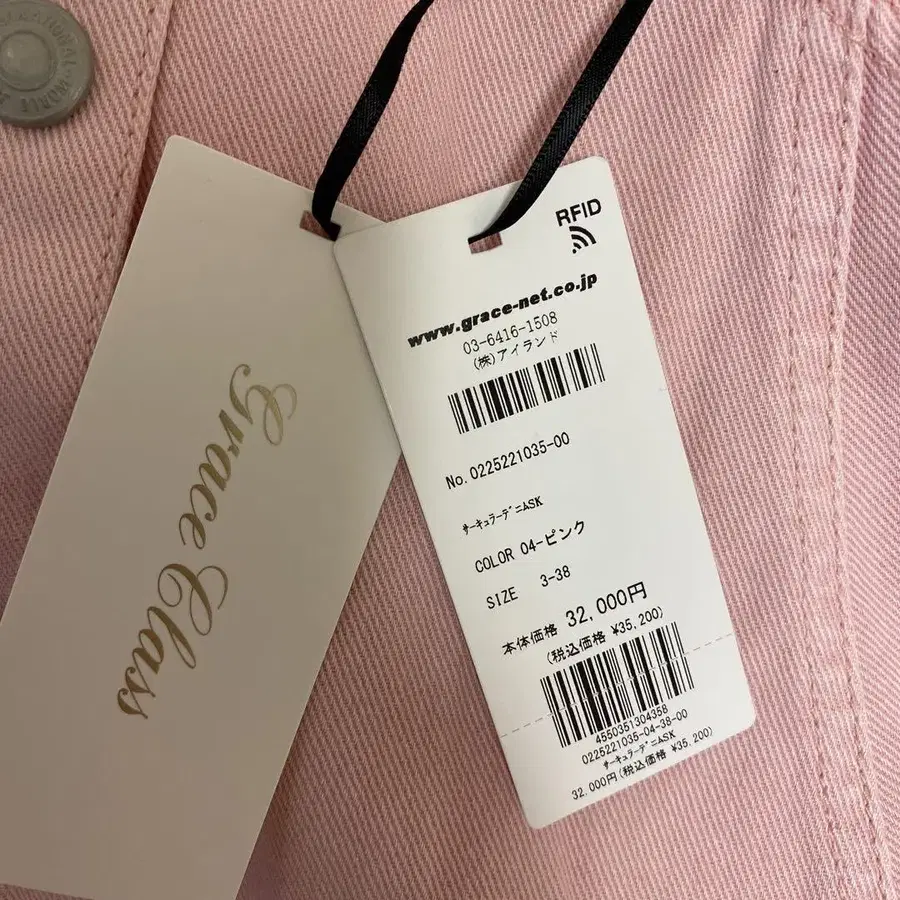 Grace Class
RFID
www.grace-net.co.jp
03-6416-1508
(株)アイランド
No. 0225221035-00
サーキュラーデニムSK
COLOR 04-ピンク
SIZE 3-38
本体価格 32,000円
(税込価格 ¥35,200)
4550351304358
0225221035-04-38-00
サーキュラーデニムSK
32,000円(税込価格 ¥35,200)